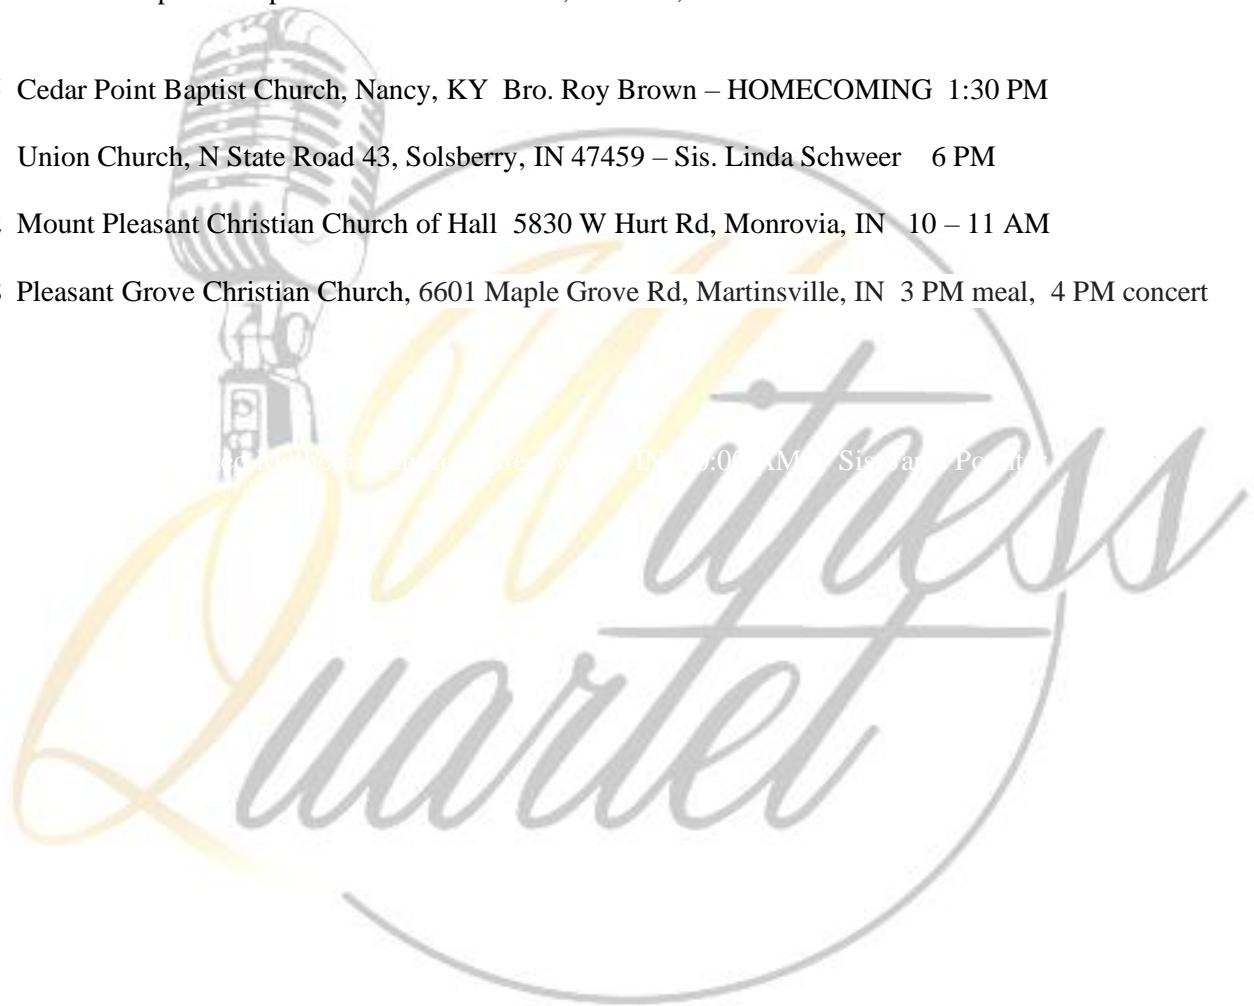 Cedar Point Baptist Church, Nancy, KY  Bro. Roy Brown – HOMECOMING  1:30 PM
Union Church, N State Road 43, Solsberry, IN 47459 – Sis. Linda Schweer    6 PM
Mount Pleasant Christian Church of Hall  5830 W Hurt Rd, Monrovia, IN   10 – 11 AM
Pleasant Grove Christian Church, 6601 Maple Grove Rd, Martinsville, IN  3 PM meal,  4 PM concert
Witness
Quartet